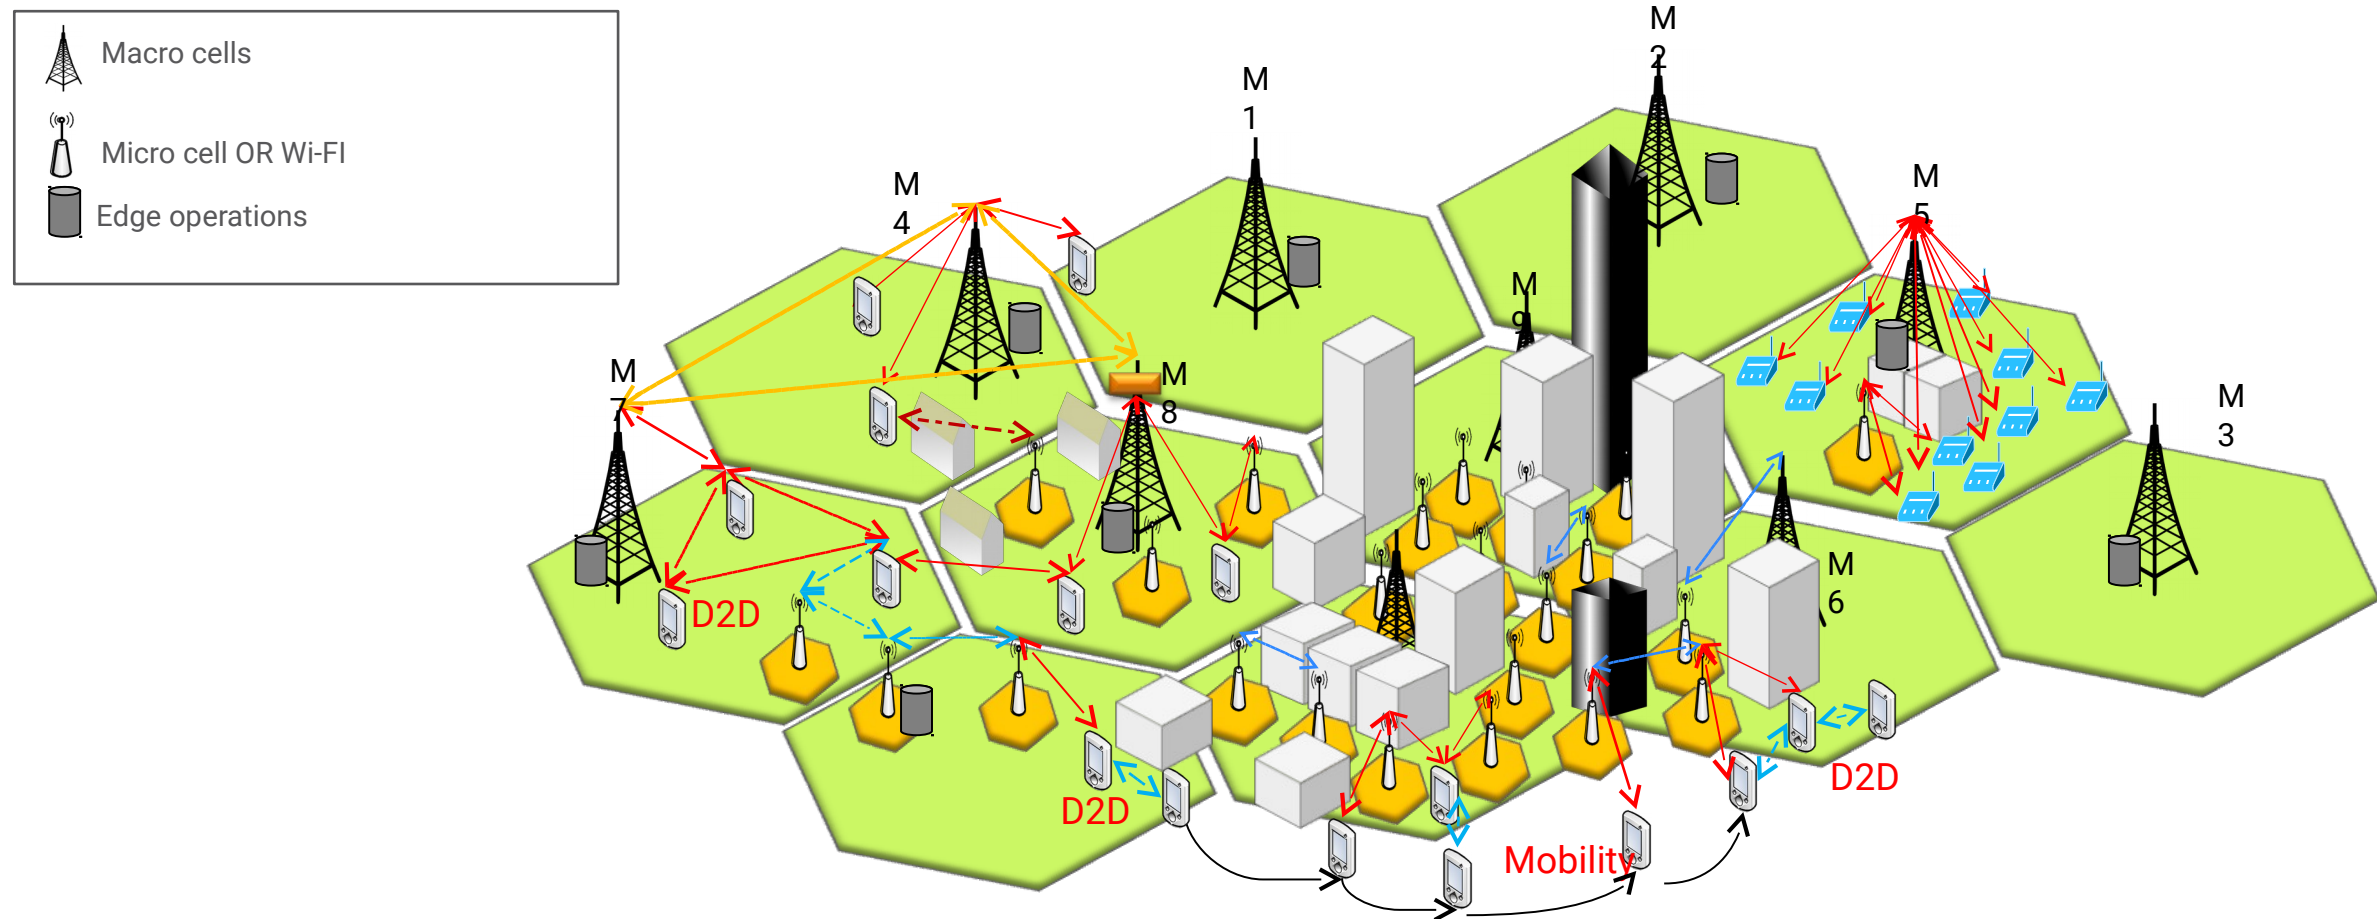 Macro cells
Micro cell OR Wi-FI
Edge operations
M
2
M
1
M
4
M
5
M
9
M
7
M
8
M
3
M
6
D2D
D2D
D2D
Mobility